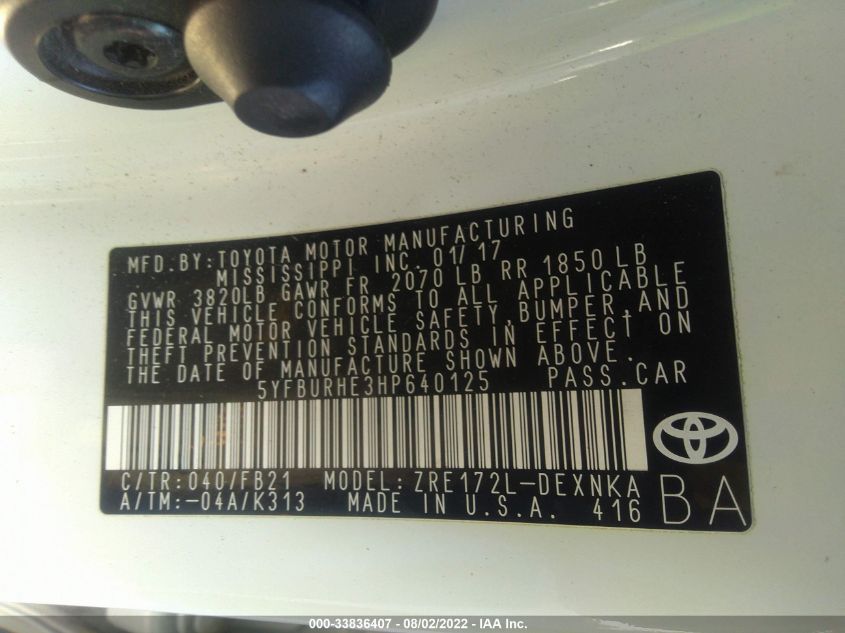 MFD. BY: TOYOTA MOTOR MANUFACTURING
MISSISSIPPI INC. 01/17
GVWR 3820LB GAWR FR 2070 LB RR 1850 LB
THIS VEHICLE CONFORMS TO ALL APPLICABLE
FEDERAL MOTOR VEHICLE SAFETY, BUMPER, AND
THEFT PREVENTION STANDARDS IN EFFECT ON
THE DATE OF MANUFACTURE SHOWN ABOVE.
5YFBURHE3HP640125 PASS. CAR
C/TR: 040/FB21 MODEL: ZRE172L-DEXNKA
A/TM: -04A/K313 MADE IN U.S.A. 416
BA
000-33836407 - 08/02/2022 - IAA Inc.